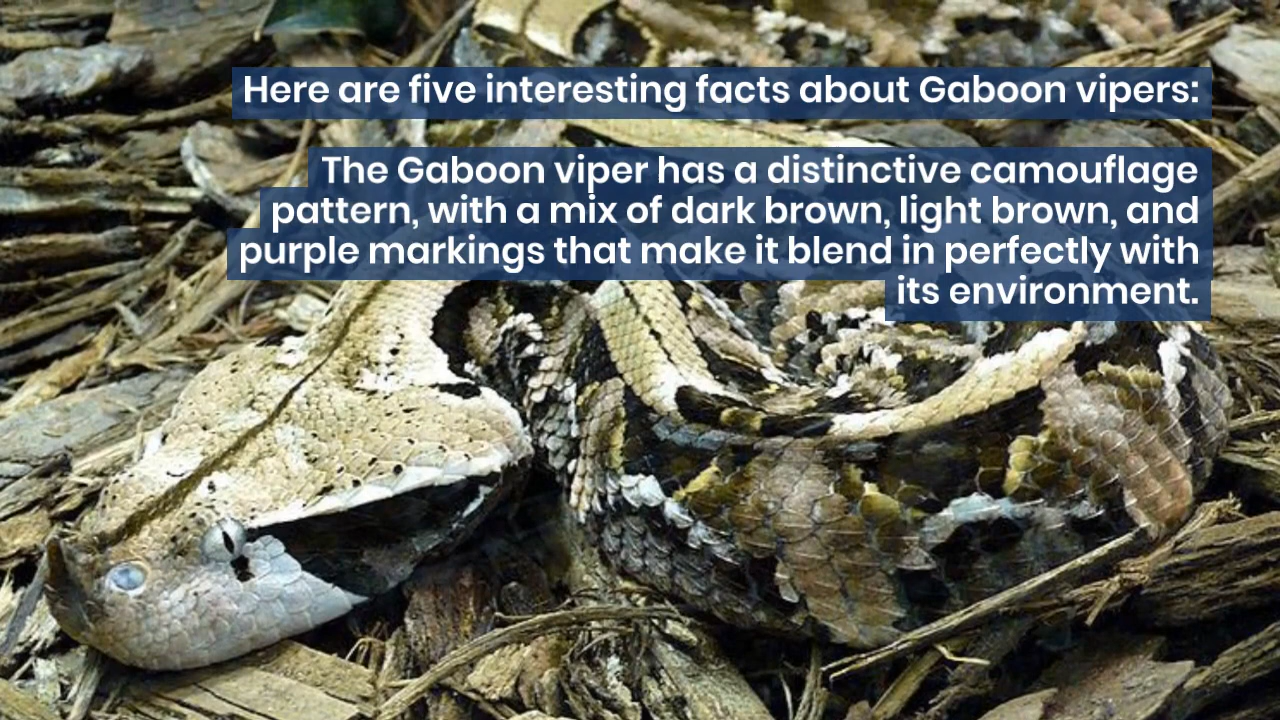 Here are five interesting facts about Gaboon vipers:
The Gaboon viper has a distinctive camouflage
pattern, with a mix of dark brown, light brown, and
purple markings that make it blend in perfectly with
its environment.